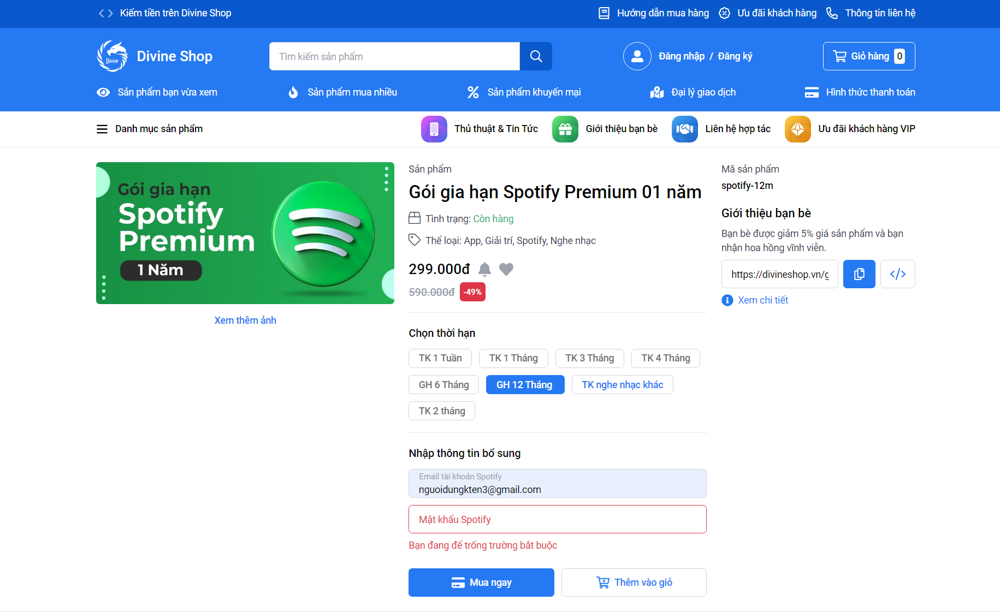 Kiếm tiền trên Divine Shop
Hướng dẫn mua hàng
Ưu đãi khách hàng
Thông tin liên hệ
Divine
Divine Shop
Tìm kiếm sản phẩm
Đăng nhập / Đăng ký
Giỏ hàng 0
Sản phẩm bạn vừa xem
Sản phẩm mua nhiều
Sản phẩm khuyến mại
Đại lý giao dịch
Hình thức thanh toán
Danh mục sản phẩm
Thủ thuật & Tin Tức
Giới thiệu bạn bè
Liên hệ hợp tác
Ưu đãi khách hàng VIP
Gói gia hạn
Spotify
Premium
1 Năm
Xem thêm ảnh
Sản phẩm
Gói gia hạn Spotify Premium 01 năm
Tình trạng: Còn hàng
Thể loại: App, Giải trí, Spotify, Nghe nhạc
299.000đ
590.000đ -49%
Chọn thời hạn
TK 1 Tuần
TK 1 Tháng
TK 3 Tháng
TK 4 Tháng
GH 6 Tháng
GH 12 Tháng
TK nghe nhạc khác
TK 2 tháng
Nhập thông tin bổ sung
Email tài khoản Spotify
nguoidungkten3@gmail.com
Mật khẩu Spotify
Bạn đang để trống trường bắt buộc
Mua ngay
Thêm vào giỏ
Mã sản phẩm
spotify-12m
Giới thiệu bạn bè
Bạn bè được giảm 5% giá sản phẩm và bạn
nhận hoa hồng vĩnh viễn.
https://divineshop.vn/g
Xem chi tiết